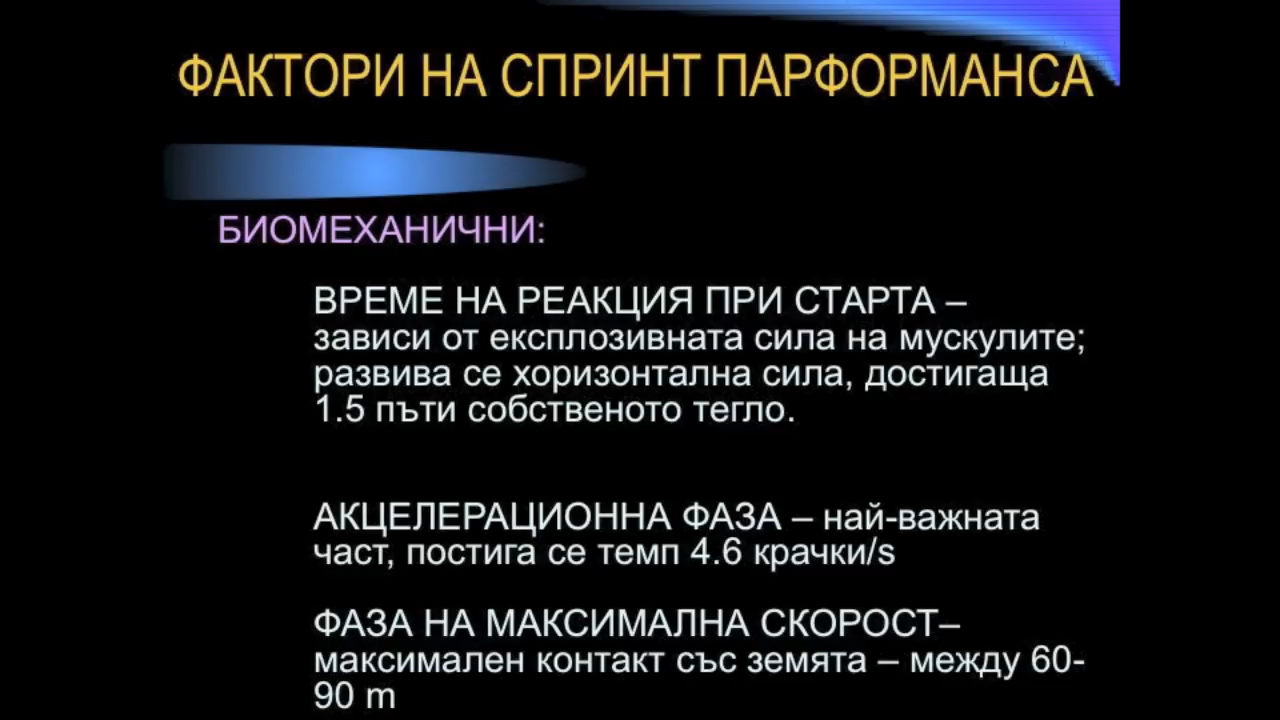 ФАКТОРИ НА СПРИНТ ПАРФОРМАНСА
БИОМЕХАНИЧНИ:
ВРЕМЕ НА РЕАКЦИЯ ПРИ СТАРТА –
зависи от експлозивната сила на мускулите;
развива се хоризонтална сила, достигаща
1.5 пъти собственото тегло.
АКЦЕЛЕРАЦИОННА ФАЗА – най-важната
част, постига се темп 4.6 крачки/s
ФАЗА НА МАКСИМАЛНА СКОРОСТ–
максимален контакт със земята – между 60-
90 m